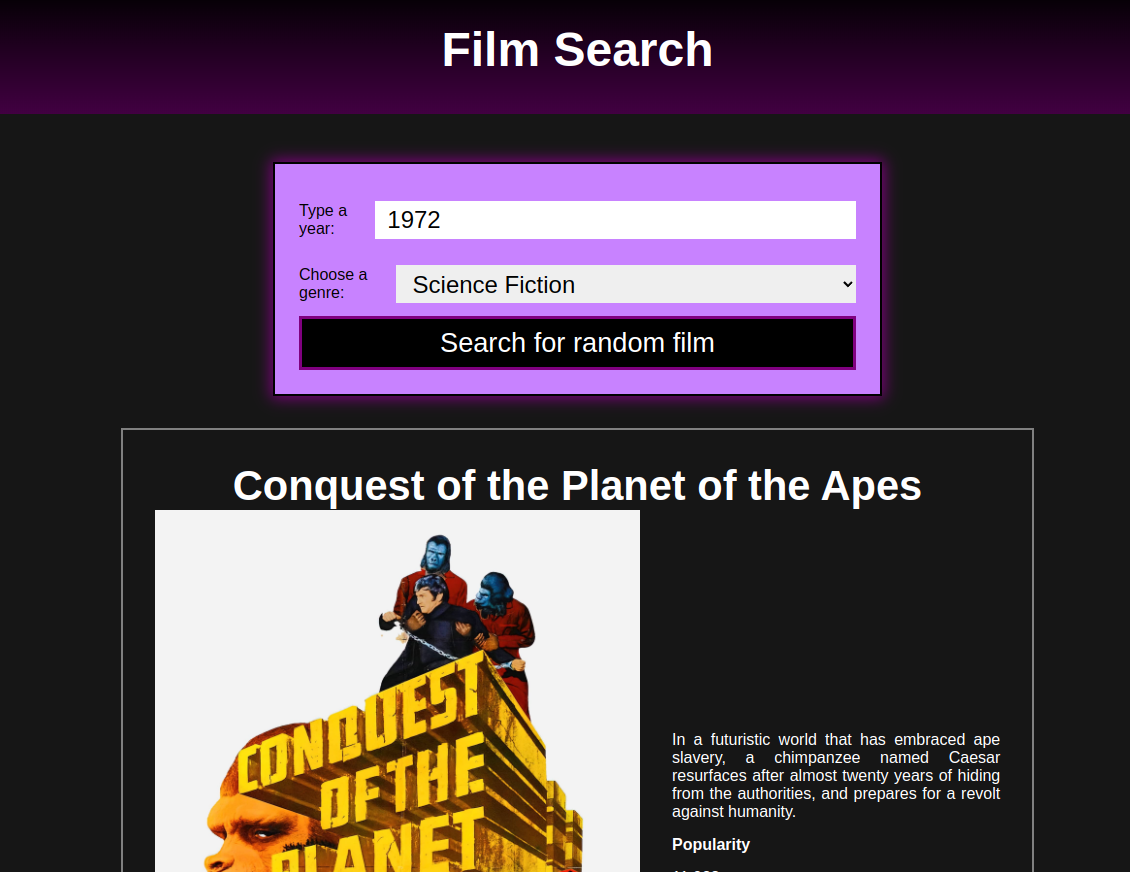 Film Search
Type a
year:
1972
Choose a
genre:
Science Fiction
Search for random film
Conquest of the Planet of the Apes
CONQUEST
OF THE
PLANET
In a futuristic world that has embraced ape
slavery, a chimpanzee named Caesar
resurfaces after almost twenty years of hiding
from the authorities, and prepares for a revolt
against humanity.
Popularity